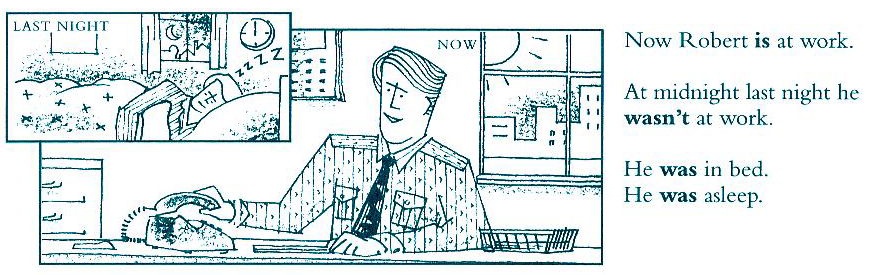 LAST NIGHT
zzzzz
NOW
Now Robert is at work.
At midnight last night he
wasn't at work.
He was in bed.
He was asleep.